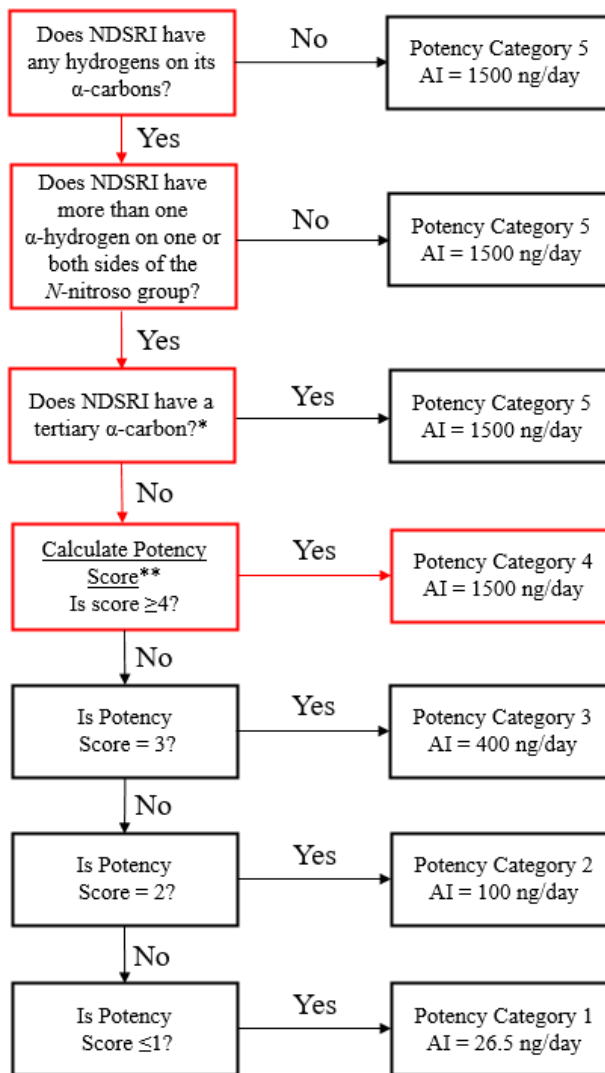 Does NDSRI have
any hydrogens on its
α-carbons?
No
Potency Category 5
AI = 1500 ng/day
Yes
Does NDSRI have
more than one
α-hydrogen on one or
both sides of the
N-nitroso group?
No
Potency Category 5
AI = 1500 ng/day
Yes
Does NDSRI have a
tertiary α-carbon?*
Yes
Potency Category 5
AI = 1500 ng/day
No
Calculate Potency
Score**
Is score ≥4?
Yes
Potency Category 4
AI = 1500 ng/day
No
Is Potency
Score = 3?
Yes
Potency Category 3
AI = 400 ng/day
No
Is Potency
Score = 2?
Yes
Potency Category 2
AI = 100 ng/day
No
Is Potency
Score ≤1?
Yes
Potency Category 1
AI = 26.5 ng/day